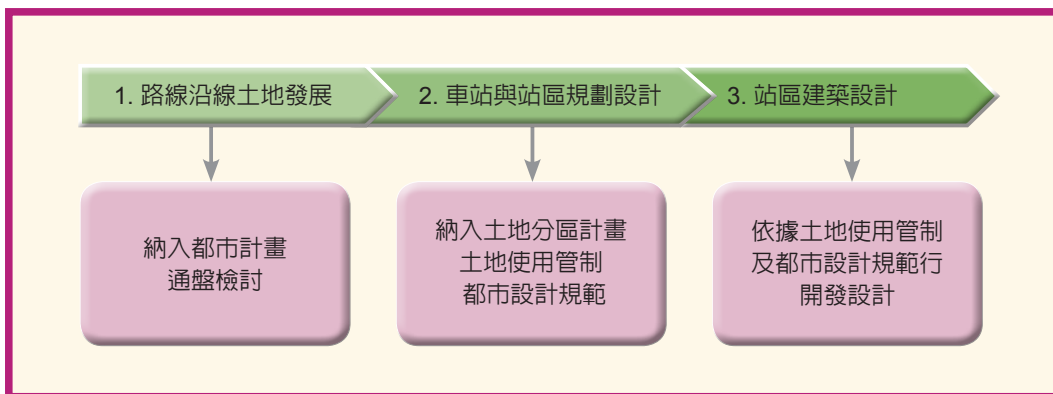 1. 路線沿線土地發展
2. 車站與站區規劃設計
3. 站區建築設計
納入都市計畫
通盤檢討
納入土地分區計畫
土地使用管制
都市設計規範
依據土地使用管制
及都市設計規範行
開發設計